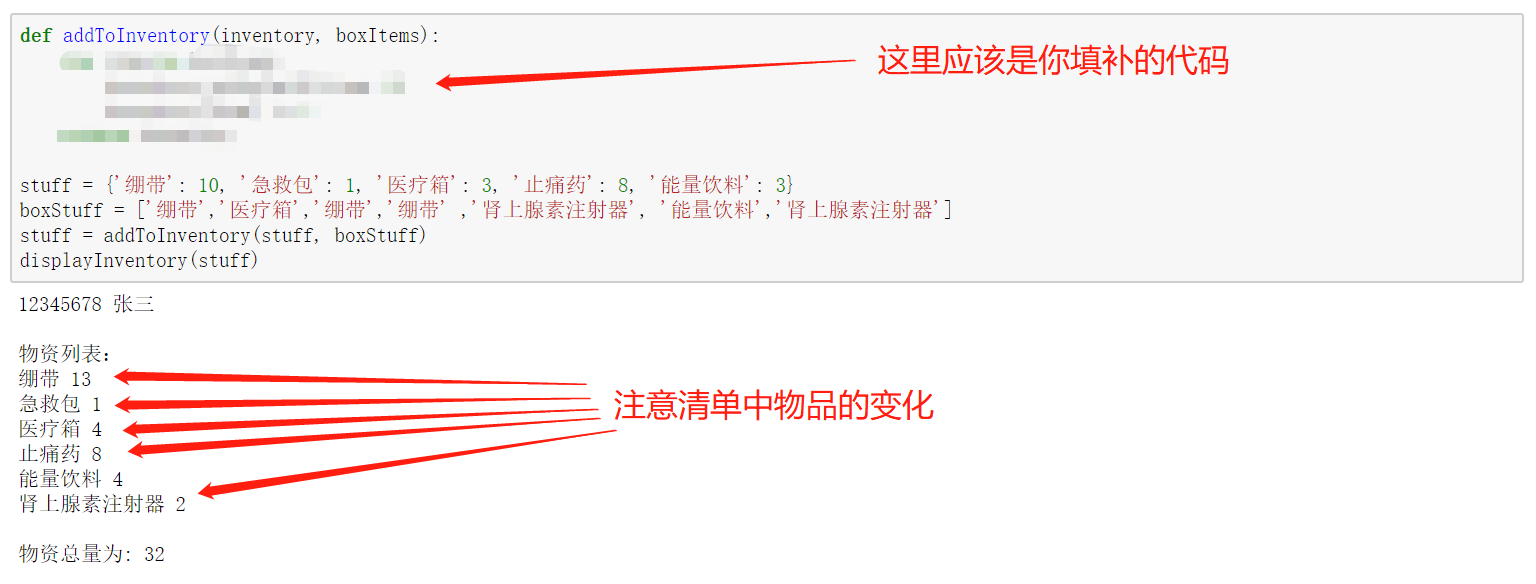 def addToInventory(inventory, boxItems):
这里应该是你填补的代码
stuff = {'绷带': 10, '急救包': 1, '医疗箱': 3, '止痛药': 8, '能量饮料': 3}
boxStuff = ['绷带','医疗箱','绷带','绷带' ,'肾上腺素注射器', '能量饮料','肾上腺素注射器']
stuff = addToInventory(stuff, boxStuff)
displayInventory(stuff)
12345678 张三
物资列表:
绷带 13
急救包 1
注意清单中物品的变化
医疗箱 4
止痛药 8
能量饮料 4
肾上腺素注射器 2
物资总量为: 32